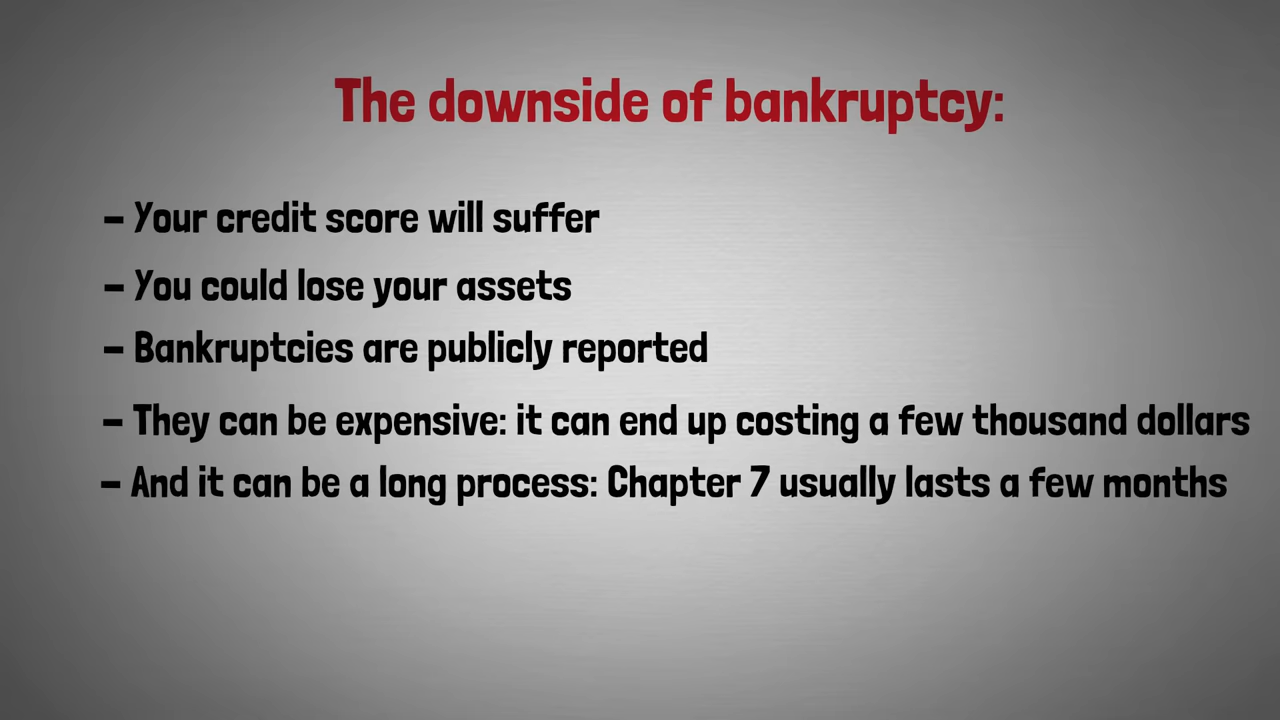 The downside of bankruptcy:
– Your credit score will suffer
– You could lose your assets
– Bankruptcies are publicly reported
– They can be expensive: it can end up costing a few thousand dollars
– And it can be a long process: Chapter 7 usually lasts a few months